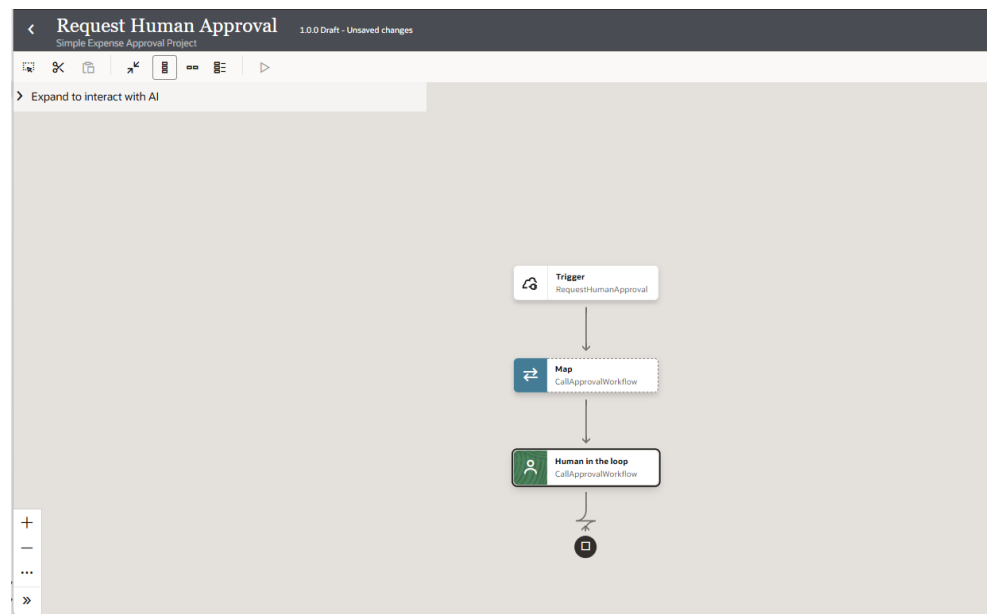 Request Human Approval
1.0.0 Draft - Unsaved changes
Simple Expense Approval Project
Expand to interact with AI
Trigger
RequestHumanApproval
Map
CallApprovalWorkflow
Human in the loop
CallApprovalWorkflow